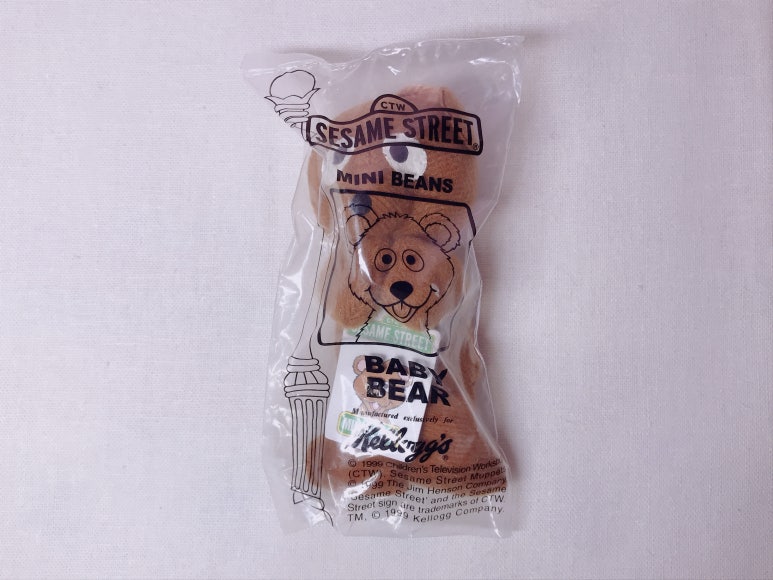 CTW
SESAME STREET®
MINI BEANS
SESAME STREET
BABY
BEAR
Manufactured exclusively for
Kellogg's®
© 1999 Children's Television Works
(CTW). Sesame Street Muppets
© 1999 The Jim Henson Company
'Sesame Street' and the Sesame
Street sign are trademarks of CTW.
TM, © 1999 Kellogg Company.